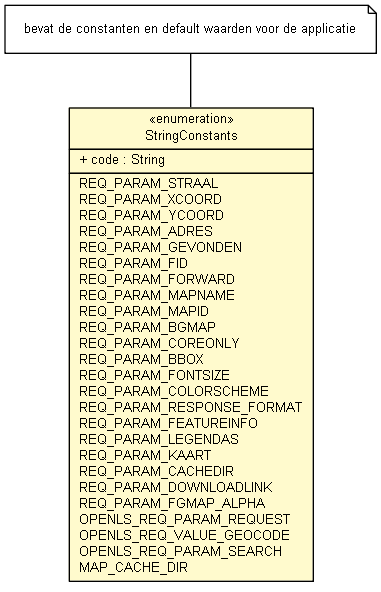 bevat de constanten en default waarden voor de applicatie
«enumeration»
StringConstants
+ code : String
REQ_PARAM_STRAAL
REQ_PARAM_XCOORD
REQ_PARAM_YCOORD
REQ_PARAM_ADRES
REQ_PARAM_GEVONDEN
REQ_PARAM_FID
REQ_PARAM_FORWARD
REQ_PARAM_MAPNAME
REQ_PARAM_MAPID
REQ_PARAM_BGMAP
REQ_PARAM_COREONLY
REQ_PARAM_BBOX
REQ_PARAM_FONTSIZE
REQ_PARAM_COLORSCHEME
REQ_PARAM_RESPONSE_FORMAT
REQ_PARAM_FEATUREINFO
REQ_PARAM_LEGENDAS
REQ_PARAM_KAART
REQ_PARAM_CACHEDIR
REQ_PARAM_DOWNLOADLINK
REQ_PARAM_FGMAP_ALPHA
OPENLS_REQ_PARAM_REQUEST
OPENLS_REQ_VALUE_GEOCODE
OPENLS_REQ_PARAM_SEARCH
MAP_CACHE_DIR